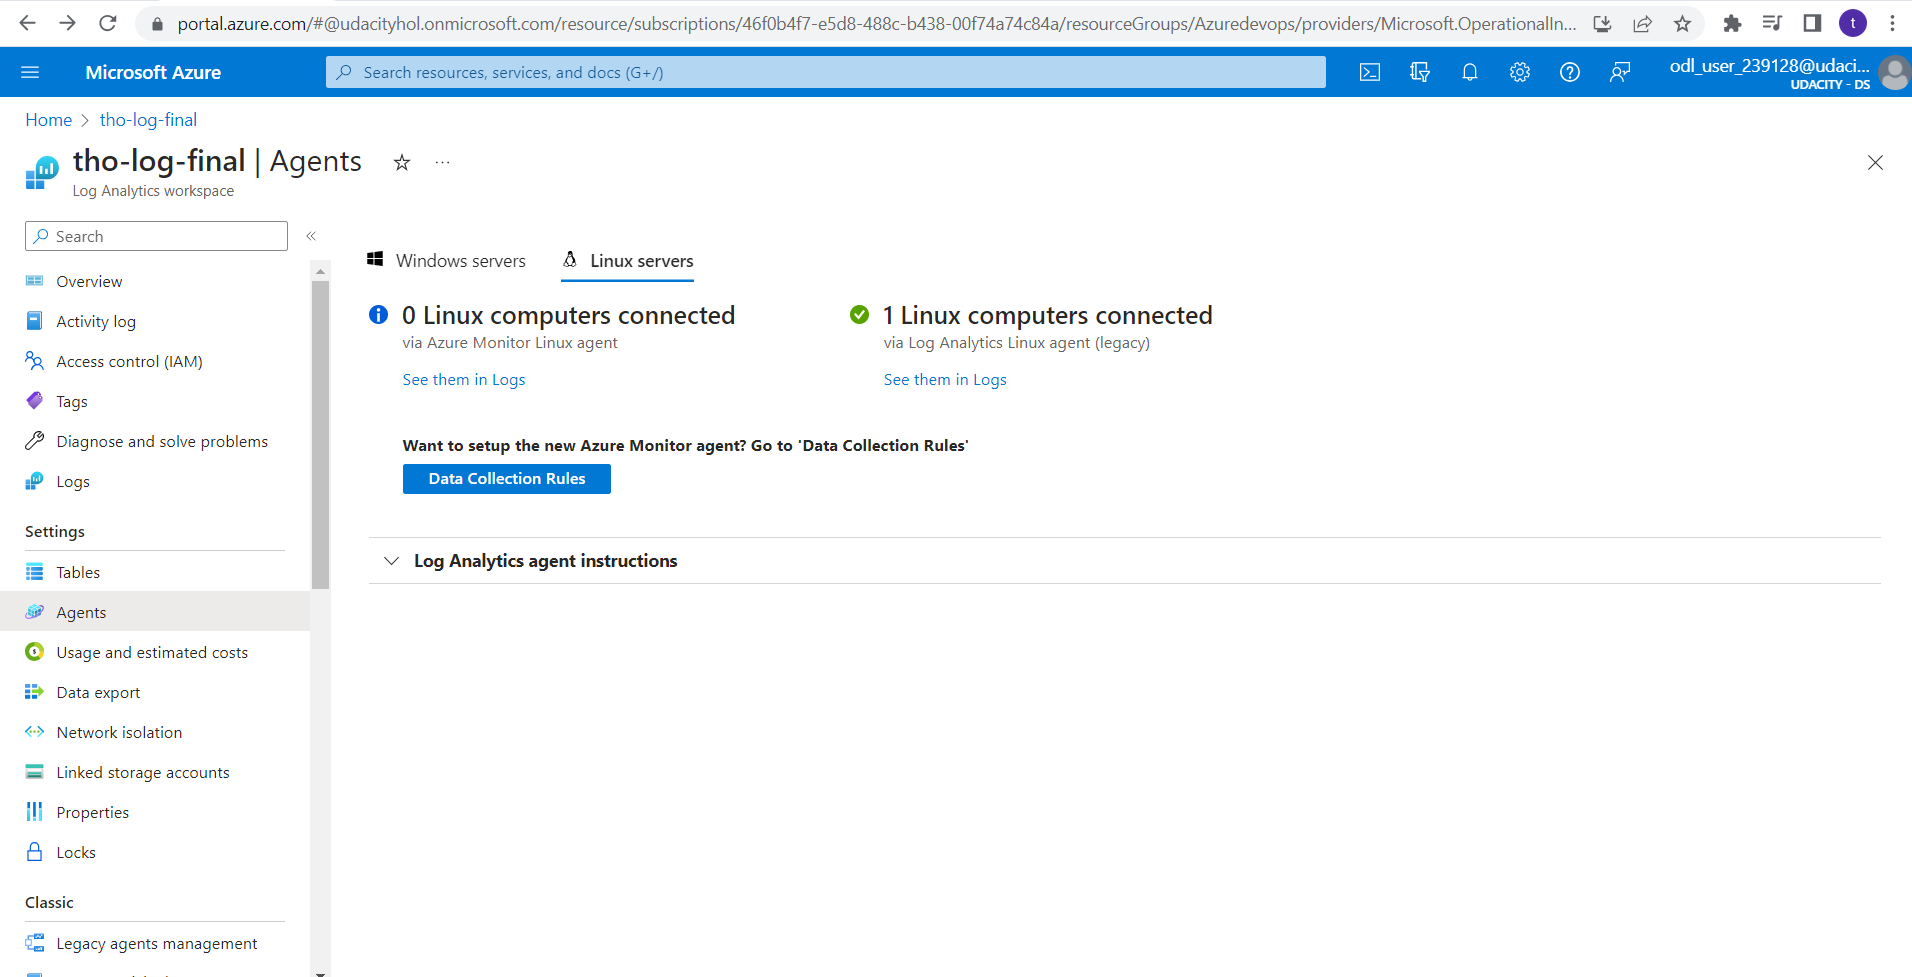 portal.azure.com/#@udacityhol.onmicrosoft.com/resource/subscriptions/46f0b4f7-e5d8-488c-b438-00f74a74c84a/resourceGroups/Azuredevops/providers/Microsoft.OperationalIn...
t
Microsoft Azure
Search resources, services, and docs (G+/)
odl_user_239128@udaci...
UDACITY - DS
Home > tho-log-final
tho-log-final | Agents
Log Analytics workspace
Search
Overview
Activity log
Access control (IAM)
Tags
Diagnose and solve problems
Logs
Settings
Tables
Agents
Usage and estimated costs
Data export
Network isolation
Linked storage accounts
Properties
Locks
Classic
Legacy agents management
Windows servers
Linux servers
0 Linux computers connected
via Azure Monitor Linux agent
See them in Logs
1 Linux computers connected
via Log Analytics Linux agent (legacy)
See them in Logs
Want to setup the new Azure Monitor agent? Go to 'Data Collection Rules'
Data Collection Rules
Log Analytics agent instructions